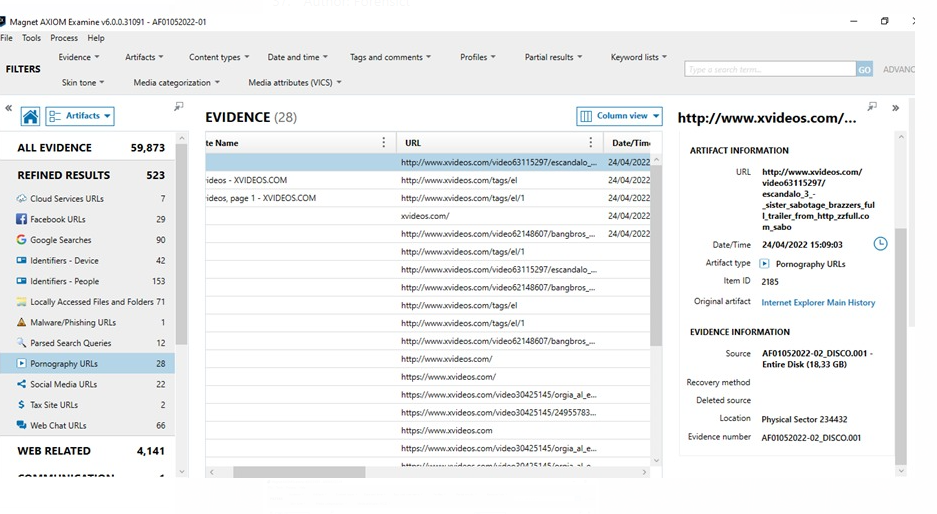 Magnet AXIOM Examine v6.0.0.31091 - AF01052022-01
File Tools Process Help
FILTERS
Evidence Artifacts Content types Date and time Tags and comments Profiles Partial results Keyword lists
Type a search term... GO ADVANC
Skin tone Media categorization Media attributes (VICS)
Artifacts
ALL EVIDENCE 59,873
REFINED RESULTS 523
Cloud Services URLs 7
Facebook URLs 29
Google Searches 90
Identifiers - Device 42
Identifiers - People 153
Locally Accessed Files and Folders 71
Malware/Phishing URLs 1
Parsed Search Queries 12
Pornography URLs 28
Social Media URLs 22
Tax Site URLs 2
Web Chat URLs 66
WEB RELATED 4,141
EVIDENCE (28)
Column view
te Name URL Date/Time
http://www.xvideos.com/video63115297/escandalo_... 24/04/2022
ideos - XVIDEOS.COM http://www.xvideos.com/tags/el 24/04/2022
ideos, page 1 - XVIDEOS.COM http://www.xvideos.com/tags/el/1 24/04/2022
xvideos.com/ 24/04/2022
http://www.xvideos.com/video62148607/bangbros_... 24/04/2022
http://www.xvideos.com/tags/el/1
http://www.xvideos.com/video63115297/escandalo_...
http://www.xvideos.com/video62148607/bangbros_...
http://www.xvideos.com/tags/el
http://www.xvideos.com/tags/el/1
http://www.xvideos.com/video62148607/bangbros_...
http://www.xvideos.com/
https://www.xvideos.com/
https://www.xvideos.com/video30425145/orgia_al_e...
https://www.xvideos.com/video30425145/24955783...
https://www.xvideos.com
https://www.xvideos.com/video30425145/orgia_al_e...
https://www.xvideos.com/video30425145/orgia_al_e...
http://www.xvideos.com/...
ARTIFACT INFORMATION
URL http://www.xvideos.com/
video63115297/
escandalo_3_-
_sister_sabotage_brazzers_ful
l_trailer_from_http_zzfull.co
m_sabo
Date/Time 24/04/2022 15:09:03
Artifact type Pornography URLs
Item ID 2185
Original artifact Internet Explorer Main History
EVIDENCE INFORMATION
Source AF01052022-02_DISCO.001 -
Entire Disk (18,33 GB)
Recovery method
Deleted source
Location Physical Sector 234432
Evidence number AF01052022-02_DISCO.001